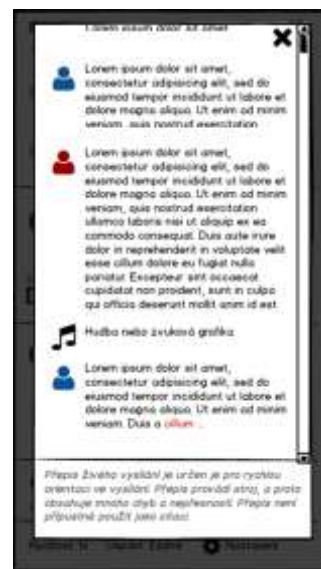 Lorem ipsum dolor sit amet
Lorem ipsum dolor sit amet,
consectetur adipisicing elit, sed do
eiusmod tempor incididunt ut labore et
dolore magna aliqua. Ut enim ad minim
veniam, quis nostrud exercitation
Lorem ipsum dolor sit amet,
consectetur adipisicing elit, sed do
eiusmod tempor incididunt ut labore et
dolore magna aliqua. Ut enim ad minim
veniam, quis nostrud exercitation
ullamco laboris nisi ut aliquip ex ea
commodo consequat. Duis aute irure
dolor in reprehenderit in voluptate velit
esse cillum dolore eu fugiat nulla
pariatur. Excepteur sint occaecat
cupidatat non proident, sunt in culpa
qui officia deserunt mollit anim id est
Hudba nebo zvuková grafika
Lorem ipsum dolor sit amet,
consectetur adipisicing elit, sed do
eiusmod tempor incididunt ut labore et
dolore magna aliqua. Ut enim ad minim
veniam. Duis a cillum ...
Přepis živého vysílání je určen je pro rychlou
orientaci ve vysílání. Přepis provádí stroj, a proto
obsahuje mnoho chyb a nepřesností. Přepis není
přípustné použít jako citaci.